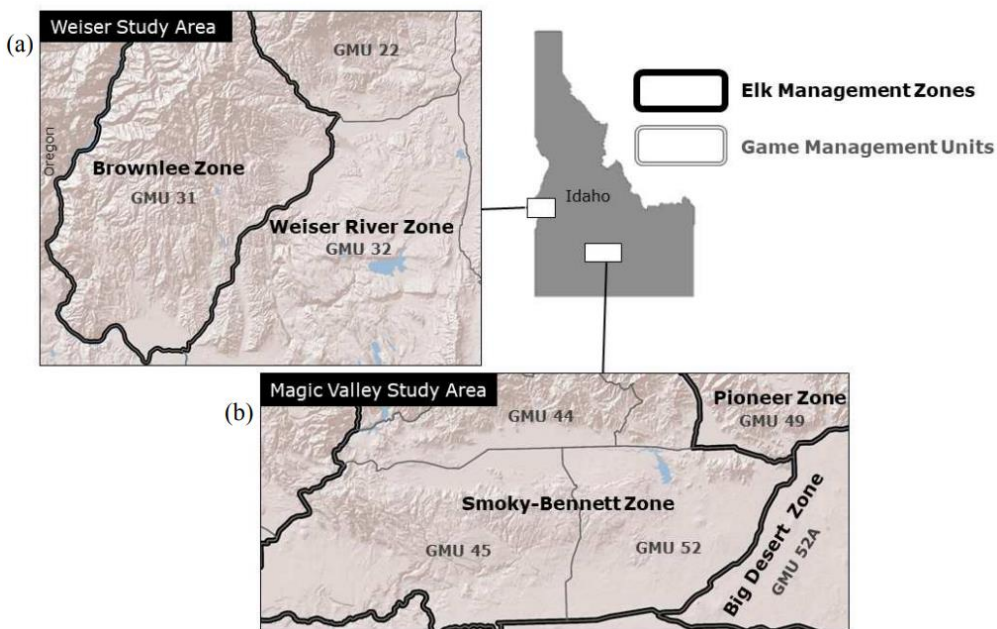 (a)
Weiser Study Area
GMU 22
Oregon
Brownlee Zone
GMU 31
Weiser River Zone
GMU 32
Idaho
Elk Management Zones
Game Management Units
(b)
Magic Valley Study Area
GMU 44
Pioneer Zone
GMU 49
Smoky-Bennett Zone
GMU 45
GMU 52
Big Desert Zone
GMU 52A